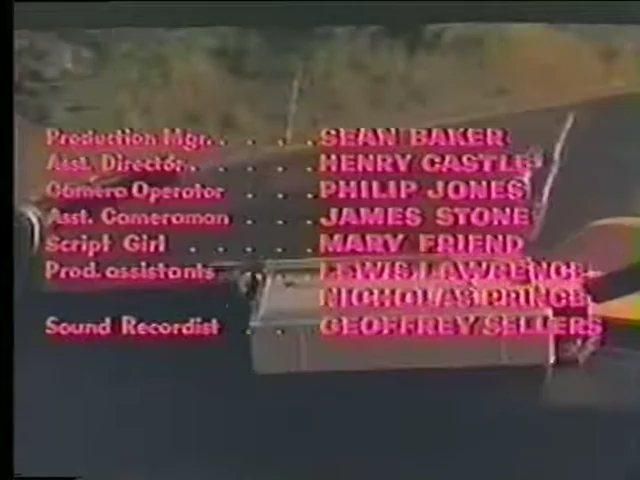 Production Mgr. . . . . . SEAN BAKER
Asst. Director . . . . . . HENRY CASTLE
Camera Operator . . . PHILIP JONES
Asst. Cameraman . . . JAMES STONE
Script Girl . . . . . . MARY FRIEND
Prod. assistants . . . LEWIS LAWRENCE
NICHOLAS PRINCE
Sound Recordist . . . GEOFFREY SELLERS